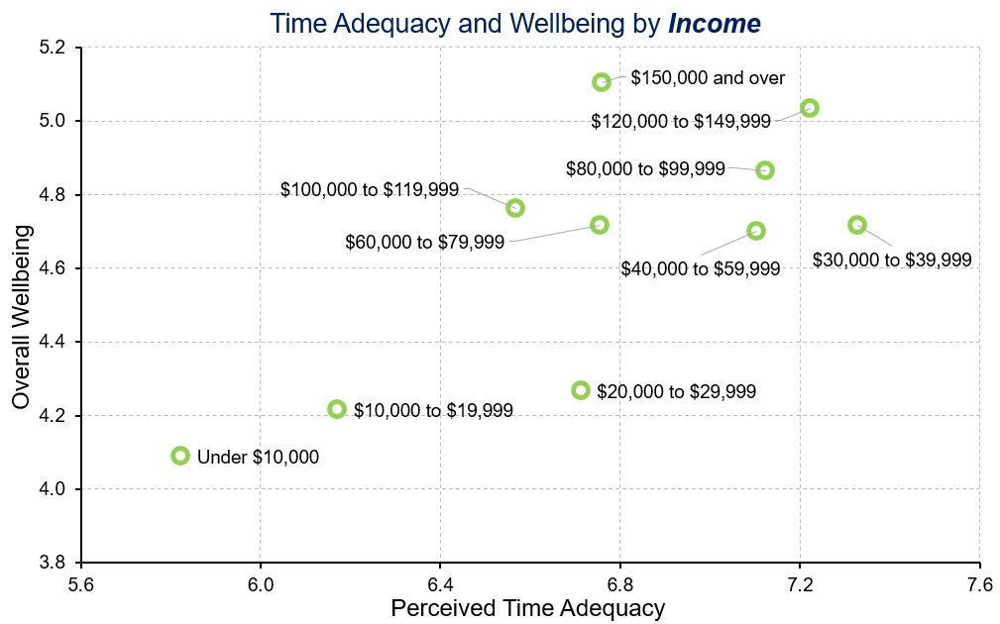 Time Adequacy and Wellbeing by Income
5.2
5.0
4.8
4.6
4.4
4.2
4.0
3.8
Overall Wellbeing
$150,000 and over
$120,000 to $149,999
$80,000 to $99,999
$100,000 to $119,999
$60,000 to $79,999
$40,000 to $59,999
$30,000 to $39,999
$20,000 to $29,999
$10,000 to $19,999
Under $10,000
5.6 6.0 6.4 6.8 7.2 7.6
Perceived Time Adequacy